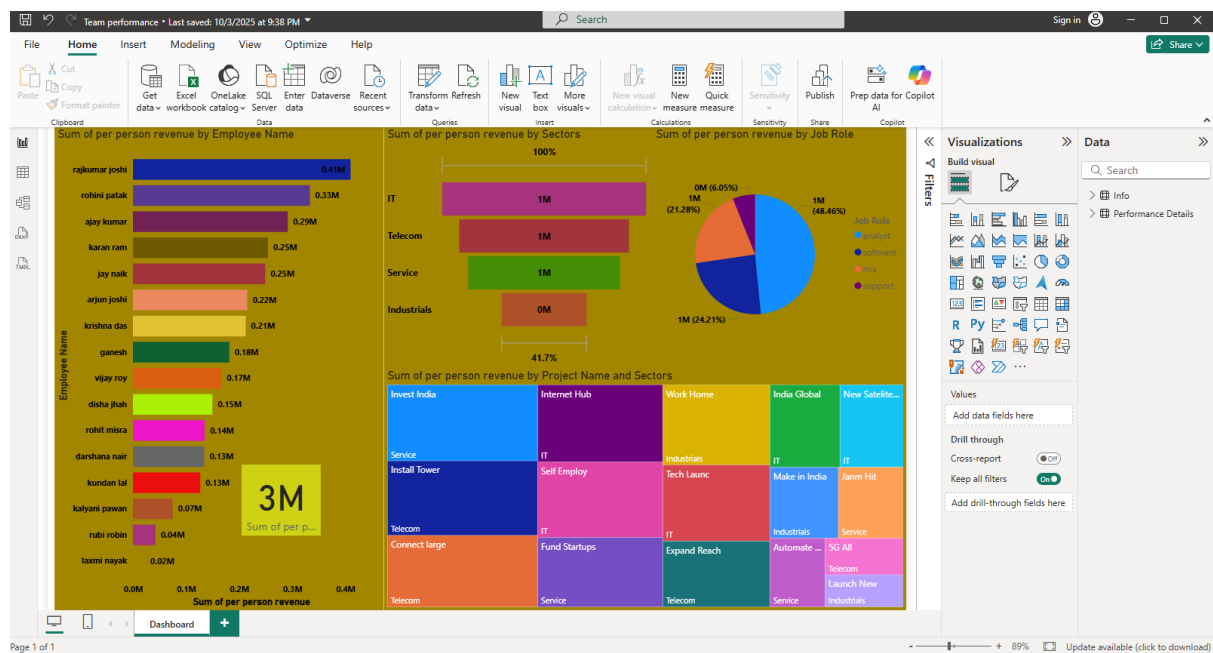 Team performance • Last saved: 10/3/2025 at 9:38 PM
Search
Sign in
File Home Insert Modeling View Optimize Help
Share
Paste
Cut
Copy
Format painter
Clipboard
Get data
Excel workbook
OneLake catalog
SQL Server
Enter data
Dataverse
Recent sources
Data
Transform data
Refresh
Queries
New visual
Text box
More visuals
Insert
New visual calculation
New measure
Quick measure
Calculations
Sensitivity
Sensitivity
Publish
Share
Prep data for AI
Copilot
Copilot
Sum of per person revenue by Employee Name
Employee Name
rajkumar joshi 0.41M
rohini patak 0.33M
ajay kumar 0.29M
karan ram 0.25M
jay naik 0.25M
arjun joshi 0.22M
krishna das 0.21M
ganesh 0.18M
vijay roy 0.17M
disha jhah 0.15M
rohit misra 0.14M
darshana nair 0.13M
kundan lal 0.13M
kalyani pawan 0.07M
rubi robin 0.04M
laxmi nayak 0.02M
0.0M 0.1M 0.2M 0.3M 0.4M
Sum of per person revenue
3M
Sum of per p...
Sum of per person revenue by Sectors
100%
IT 1M
Telecom 1M
Service 1M
Industrials 0M
41.7%
Sum of per person revenue by Job Role
0M (6.05%)
1M
(21.28%)
1M
(48.46%)
1M (24.21%)
Job Role
analyst
software
mis
support
Sum of per person revenue by Project Name and Sectors
Invest India
Service
Install Tower
Telecom
Connect large
Telecom
Internet Hub
IT
Self Employ
IT
Fund Startups
Service
Work Home
Industrials
Tech Launc
IT
Expand Reach
Telecom
India Global
IT
New Satelite...
IT
Make in India
Industrials
Janm Hit
Service
Automate ...
Service
5G All
Telecom
Launch New
Industrials
Filters
Visualizations
Build visual
123
R Py
123
Values
Add data fields here
Drill through
Cross-report Off
Keep all filters On
Add drill-through fields here
Data
Search
Info
Performance Details
DAX
TMDL
Dashboard
Page 1 of 1
89%
Update available (click to download)